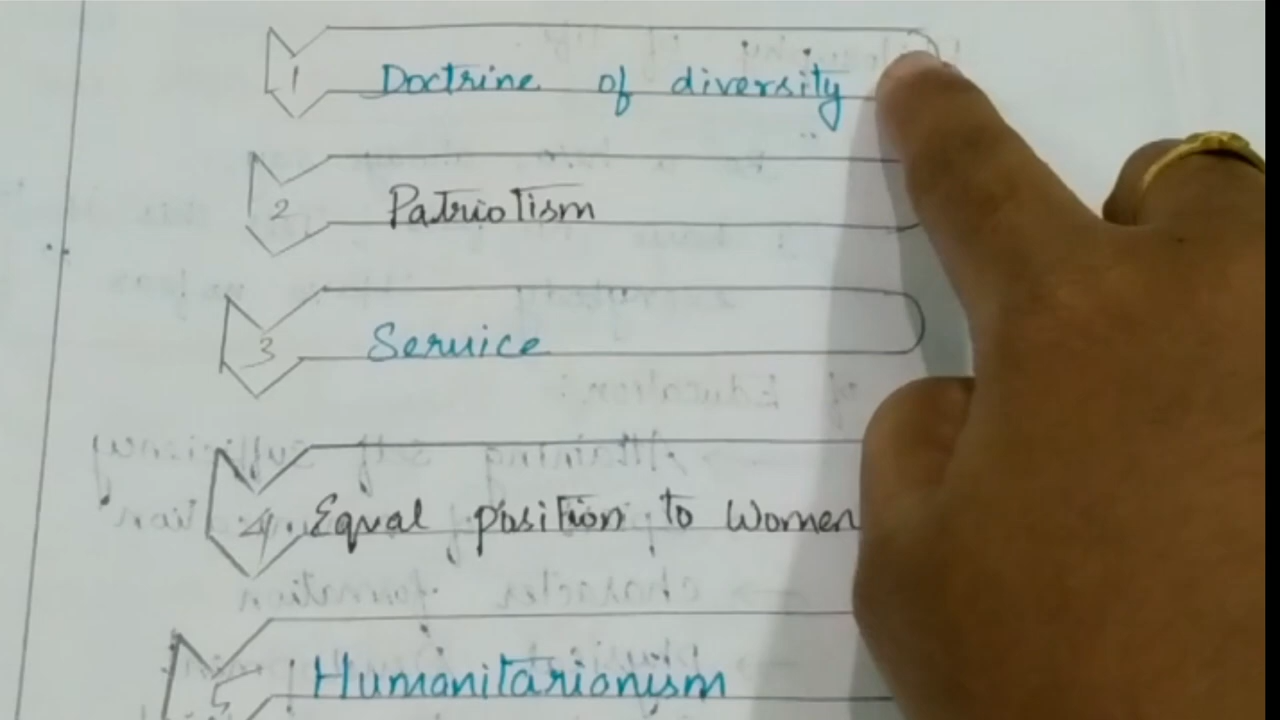 1 Doctrine of diversity
2 Patriotism
3 Service
4. Equal position to Women
5 Humanitarionism